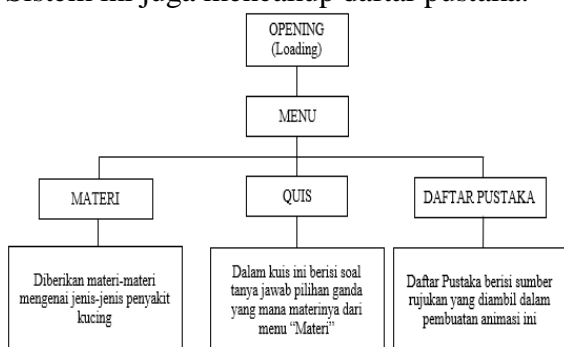 Sistem ini juga mencakup daftar pustaka.
OPENING
(Loading)
MENU
MATERI
QUIS
DAFTAR PUSTAKA
Diberikan materi-materi
mengenai jenis-jenis penyakit
kucing
Dalam kuis ini berisi soal
tanya jawab pilihan ganda
yang mana materinya dari
menu “Materi”
Daftar Pustaka berisi sumber
rujukan yang diambil dalam
pembuatan animasi ini